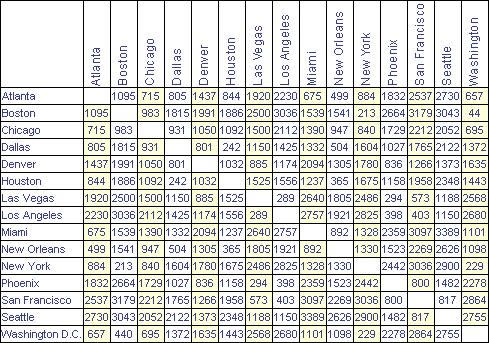 Atlanta Boston Chicago Dallas Denver Houston Las Vegas Los Angeles Miami New Orleans New York Phoenix San Francisco Seattle Washington
Atlanta 1095 715 805 1437 844 1920 2230 675 499 884 1832 2537 2730 657
Boston 1095 983 1815 1991 1886 2500 3036 1539 1541 213 2664 3179 3043 44
Chicago 715 983 931 1050 1092 1500 2112 1390 947 840 1729 2212 2052 695
Dallas 805 1815 931 801 242 1150 1425 1332 504 1604 1027 1765 2122 1372
Denver 1437 1991 1050 801 1032 885 1174 2094 1305 1780 836 1266 1373 1635
Houston 844 1886 1092 242 1032 1525 1556 1237 365 1675 1158 1958 2348 1443
Las Vegas 1920 2500 1500 1150 885 1525 289 2640 1805 2486 294 573 1188 2568
Los Angeles 2230 3036 2112 1425 1174 1556 289 2757 1921 2825 398 403 1150 2680
Miami 675 1539 1390 1332 2094 1237 2640 2757 892 1328 2359 3097 3389 1101
New Orleans 499 1541 947 504 1305 365 1805 1921 892 1330 1523 2269 2626 1098
New York 884 213 840 1604 1780 1675 2486 2825 1328 1330 2442 3036 2900 229
Phoenix 1832 2664 1729 1027 836 1158 294 398 2359 1523 2442 800 1482 2278
San Francisco 2537 3179 2212 1765 1266 1958 573 403 3097 2269 3036 800 817 2864
Seattle 2730 3043 2052 2122 1373 2348 1188 1150 3389 2626 2900 1482 817 2755
Washington D.C. 657 440 695 1372 1635 1443 2568 2680 1101 1098 229 2278 2864 2755